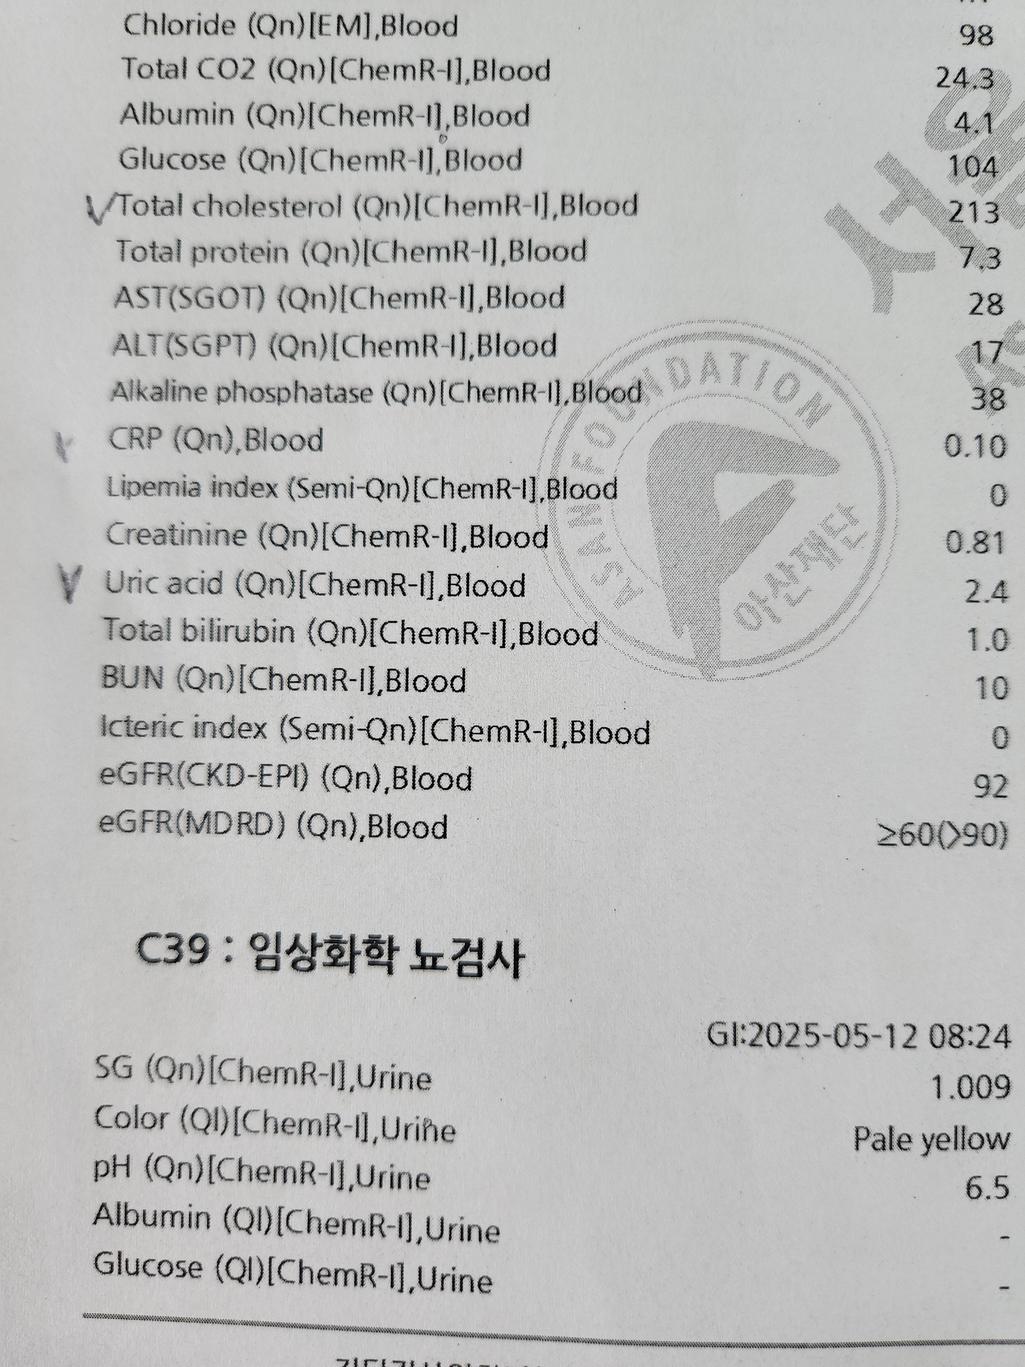 Chloride (Qn)[EM],Blood 98
Total CO2 (Qn)[ChemR-I],Blood 24.3
Albumin (Qn)[ChemR-I],Blood 4.1
Glucose (Qn)[ChemR-I],Blood 104
Total cholesterol (Qn)[ChemR-I],Blood 213
Total protein (Qn)[ChemR-I],Blood 7.3
AST(SGOT) (Qn)[ChemR-I],Blood 28
ALT(SGPT) (Qn)[ChemR-I],Blood 17
Alkaline phosphatase (Qn)[ChemR-I],Blood 38
CRP (Qn),Blood 0.10
Lipemia index (Semi-Qn)[ChemR-I],Blood 0
Creatinine (Qn)[ChemR-I],Blood 0.81
Uric acid (Qn)[ChemR-I],Blood 2.4
Total bilirubin (Qn)[ChemR-I],Blood 1.0
BUN (Qn)[ChemR-I],Blood 10
Icteric index (Semi-Qn)[ChemR-I],Blood 0
eGFR(CKD-EPI) (Qn),Blood 92
eGFR(MDRD) (Qn),Blood ≥60(>90)
ASAN FOUNDATION
아산재단
C39 : 임상화학 뇨검사
GI:2025-05-12 08:24
SG (Qn)[ChemR-I],Urine 1.009
Color (Ql)[ChemR-I],Urine Pale yellow
pH (Qn)[ChemR-I],Urine 6.5
Albumin (Ql)[ChemR-I],Urine -
Glucose (Ql)[ChemR-I],Urine -